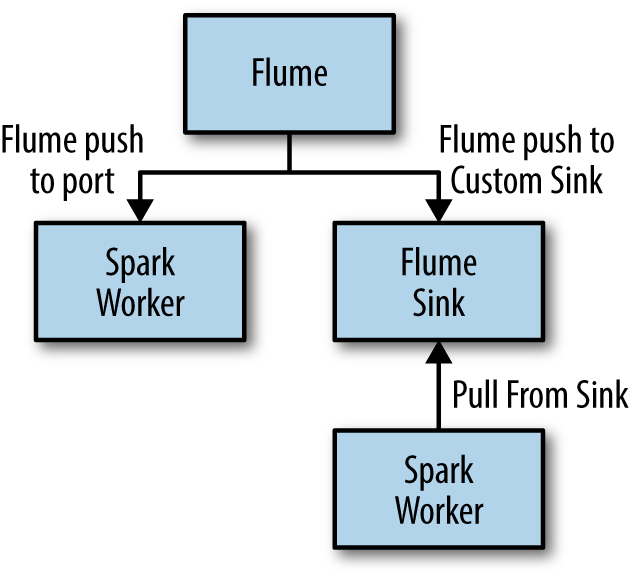 Flume
Flume push
to port
Flume push to
Custom Sink
Spark
Worker
Flume
Sink
Pull From Sink
Spark
Worker